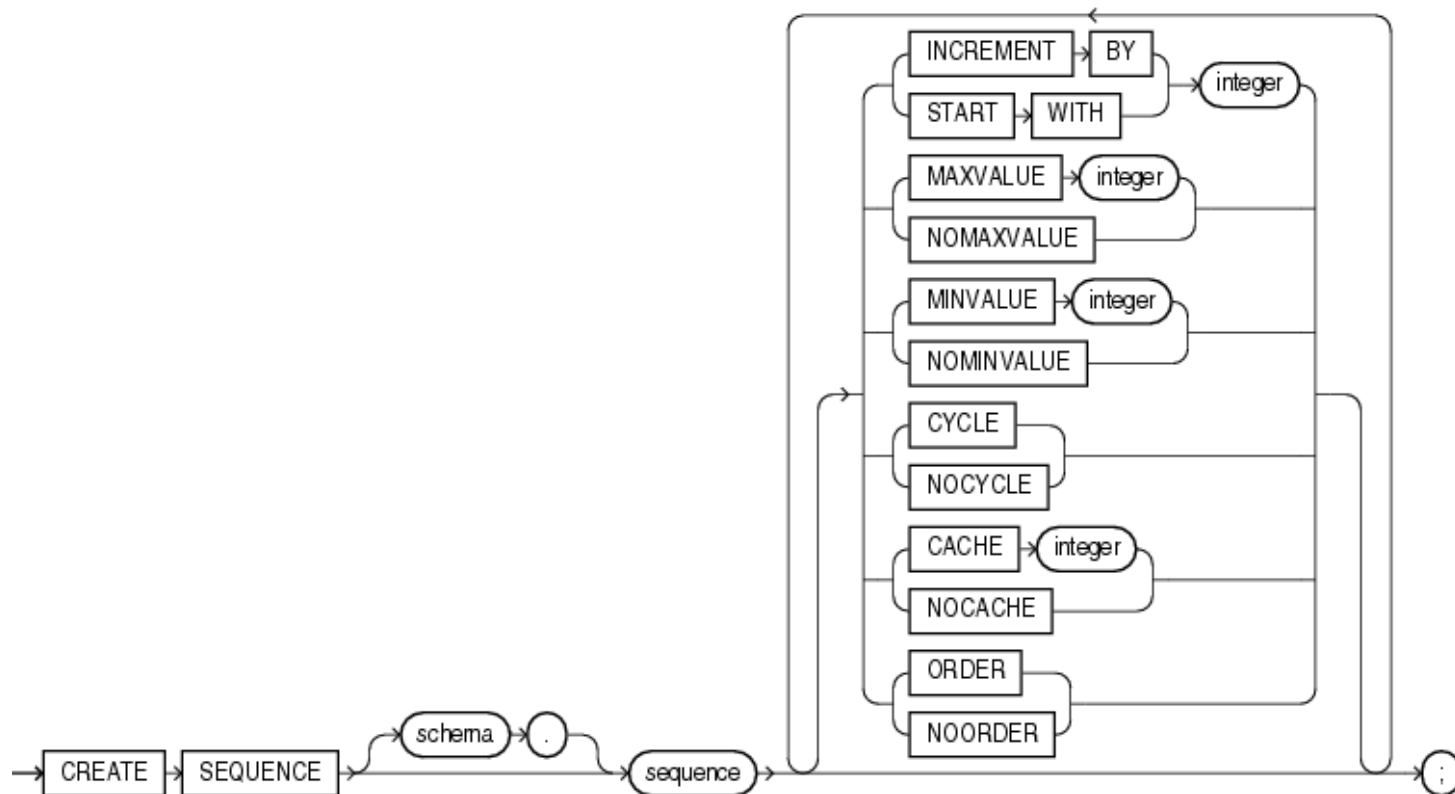 INCREMENT BY
integer
START WITH
MAXVALUE integer
NOMAXVALUE
MINVALUE integer
NOMINVALUE
CYCLE
NOCYCLE
CACHE integer
NOCACHE
ORDER
NOORDER
schema .
CREATE SEQUENCE sequence ;